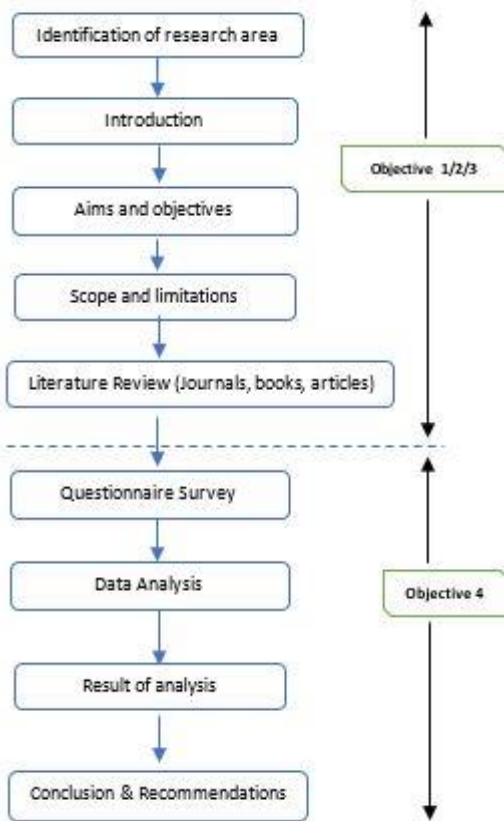 Identification of research area
Introduction
Objective 1/2/3
Aims and objectives
Scope and limitations
Literature Review (Journals, books, articles)
Questionnaire Survey
Data Analysis
Objective 4
Result of analysis
Conclusion & Recommendations